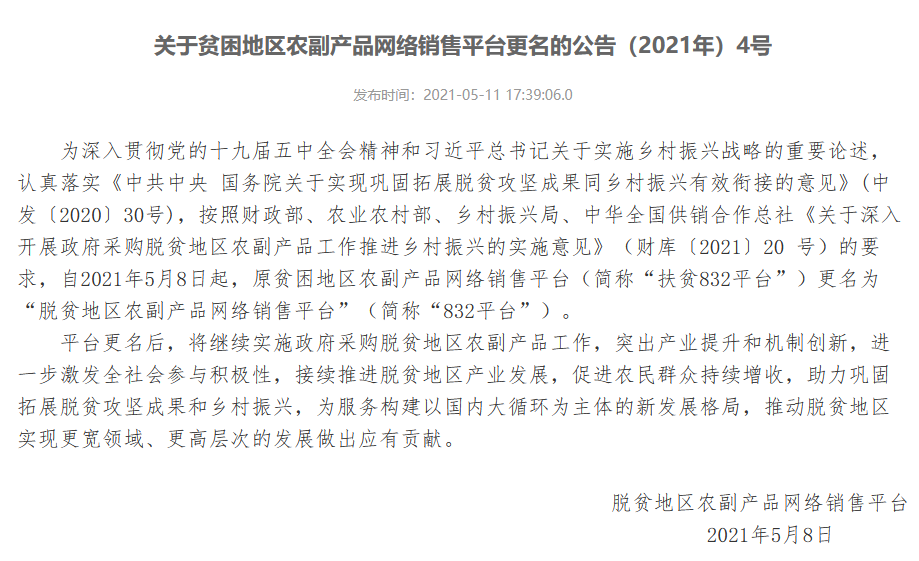 关于贫困地区农副产品网络销售平台更名的公告（2021年）4号
发布时间：2021-05-11 17:39:06.0
为深入贯彻党的十九届五中全会精神和习近平总书记关于实施乡村振兴战略的重要论述，
认真落实《中共中央 国务院关于实现巩固拓展脱贫攻坚成果同乡村振兴有效衔接的意见》(中
发〔2020〕30号)，按照财政部、农业农村部、乡村振兴局、中华全国供销合作总社《关于深入
开展政府采购脱贫地区农副产品工作推进乡村振兴的实施意见》（财库〔2021〕20 号）的要
求，自2021年5月8日起，原贫困地区农副产品网络销售平台（简称“扶贫832平台”）更名为
“脱贫地区农副产品网络销售平台”（简称“832平台”）。
平台更名后，将继续实施政府采购脱贫地区农副产品工作，突出产业提升和机制创新，进
一步激发全社会参与积极性，接续推进脱贫地区产业发展，促进农民群众持续增收，助力巩固
拓展脱贫攻坚成果和乡村振兴，为服务构建以国内大循环为主体的新发展格局，推动脱贫地区
实现更宽领域、更高层次的发展做出应有贡献。
脱贫地区农副产品网络销售平台
2021年5月8日